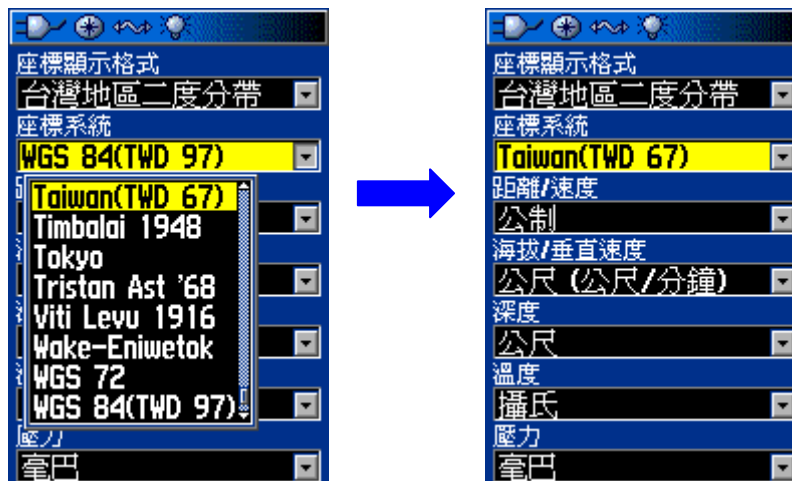 座標顯示格式
台灣地區二度分帶
座標系統
WGS 84(TWD 97)
Taiwan(TWD 67)
Timbalai 1948
Tokyo
Tristan Ast '68
Viti Levu 1916
Wake-Eniwetok
WGS 72
WGS 84(TWD 97)
壓力
毫巴
座標顯示格式
台灣地區二度分帶
座標系統
Taiwan(TWD 67)
距離/速度
公制
海拔/垂直速度
公尺 (公尺/分鐘)
深度
公尺
溫度
攝氏
壓力
毫巴